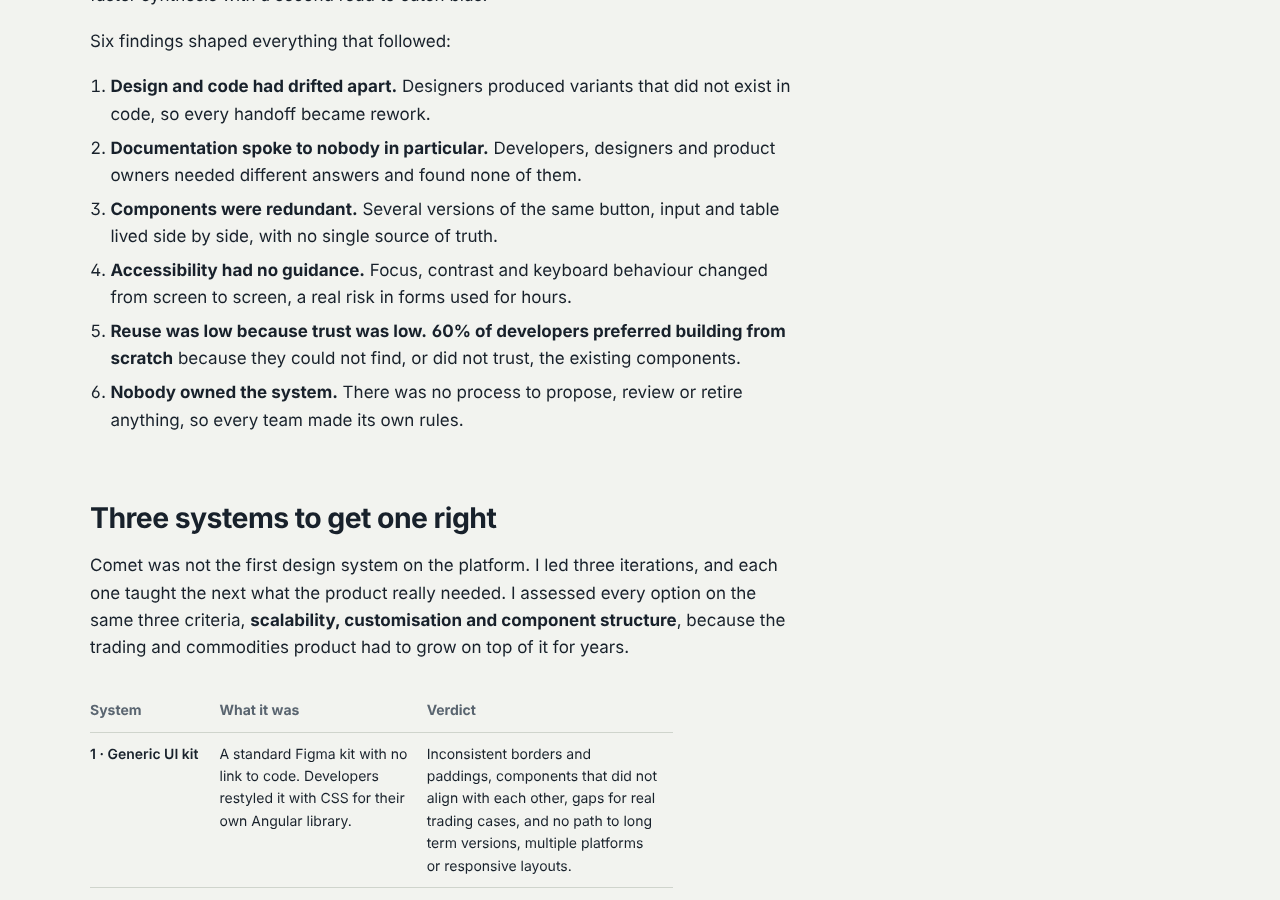 Six findings shaped everything that followed:
1. Design and code had drifted apart. Designers produced variants that did not exist in
code, so every handoff became rework.
2. Documentation spoke to nobody in particular. Developers, designers and product
owners needed different answers and found none of them.
3. Components were redundant. Several versions of the same button, input and table
lived side by side, with no single source of truth.
4. Accessibility had no guidance. Focus, contrast and keyboard behaviour changed
from screen to screen, a real risk in forms used for hours.
5. Reuse was low because trust was low. 60% of developers preferred building from
scratch because they could not find, or did not trust, the existing components.
6. Nobody owned the system. There was no process to propose, review or retire
anything, so every team made its own rules.
Three systems to get one right
Comet was not the first design system on the platform. I led three iterations, and each
one taught the next what the product really needed. I assessed every option on the
same three criteria, scalability, customisation and component structure, because the
trading and commodities product had to grow on top of it for years.
System What it was Verdict
1 · Generic UI kit
A standard Figma kit with no
link to code. Developers
restyled it with CSS for their
own Angular library.
Inconsistent borders and
paddings, components that did not
align with each other, gaps for real
trading cases, and no path to long
term versions, multiple platforms
or responsive layouts.